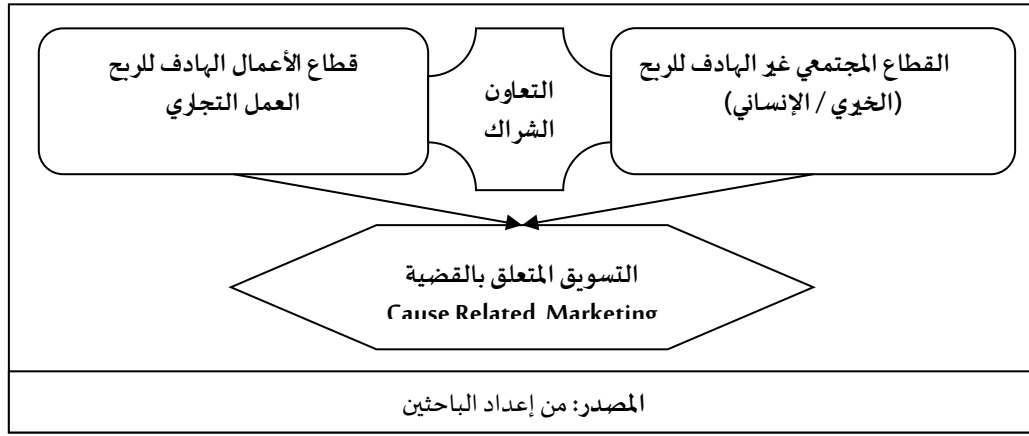 القطاع المجتمعي غير الهادف للربح
(الخيري / الإنساني)
التعاون
الشراك
قطاع الأعمال الهادف للربح
العمل التجاري
التسويق المتعلق بالقضية
Cause Related Marketing
المصدر: من إعداد الباحثين